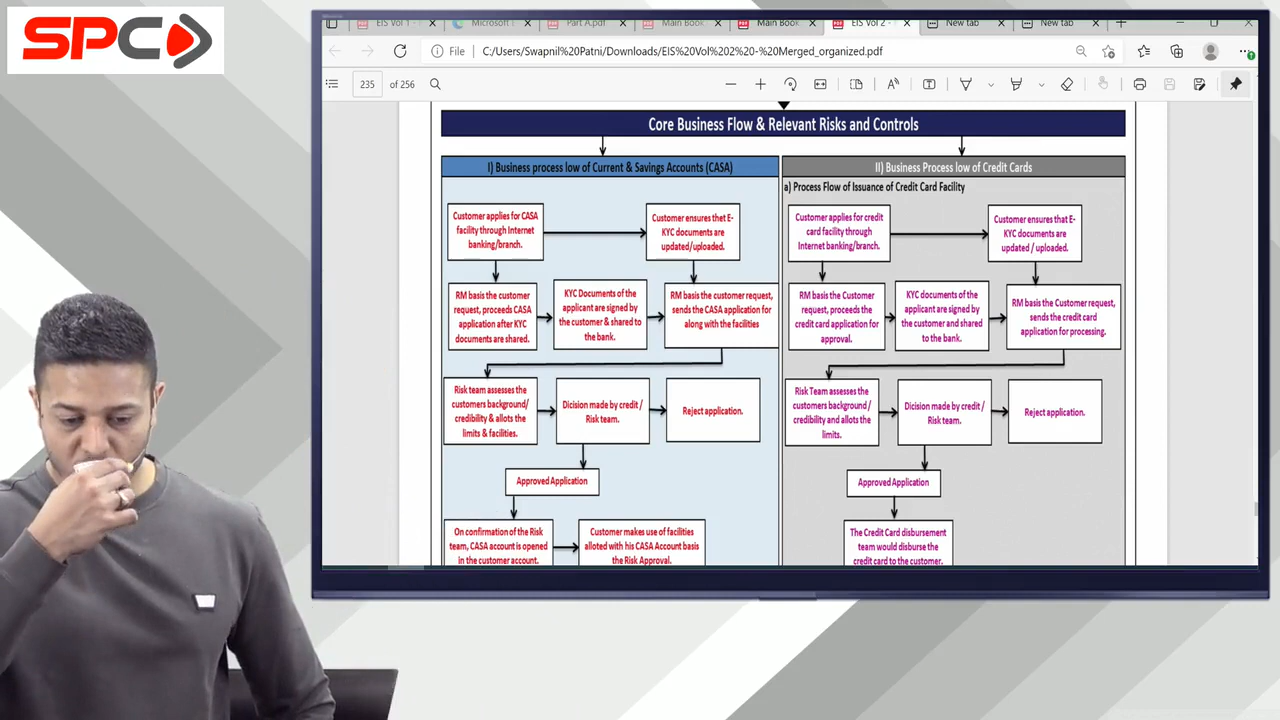 SPC
EIS Vol 1 -
Microsoft
Part A.pdf
Main Book
Main Book
EIS Vol 2 -
New tab
New tab
File
C:/Users/Swapnil%20Patni/Downloads/EIS%20Vol%202%20-%20Merged_organized.pdf
235 of 256
Core Business Flow & Relevant Risks and Controls
I) Business process low of Current & Savings Accounts (CASA)
Customer applies for CASA
facility through Internet
banking/branch.
Customer ensures thet E-
KYC documents are
updated/uploaded.
RM basis the customer
request, proceeds CASA
application after KYC
documents are shared.
KYC Documents of the
applicant are signed by
the customer & shared to
the bank.
RM basis the customer request,
sends the CASA application for
along with the facilities
Risk team assesses the
customers background/
credibility & allots the
limits & facilities.
Dicision made by credit /
Risk team.
Reject application.
Approved Application
On confirmation of the Risk
team, CASA account is opened
in the customer account.
Customer makes use of facilities
alloted with his CASA Account basis
the Risk Approval.
II) Business Process low of Credit Cards
a) Process Flow of Issuance of Credit Card Facility
Customer applies for credit
card facility through
Internet banking/branch.
Customer ensures that E-
KYC documents are
updated / uploaded.
RM basis the Customer
request, proceeds the
credit card application for
approval.
KYC documents of the
applicant are signed by
the customer and shared
to the bank.
RM basis the Customer request,
sends the credit card
application for processing.
Risk Team assesses the
customers background/
credibility and allots the
limits.
Dicision made by credit /
Risk team.
Reject application.
Approved Application
The Credit Card disbursement
team would disburse the
credit card to the customer.